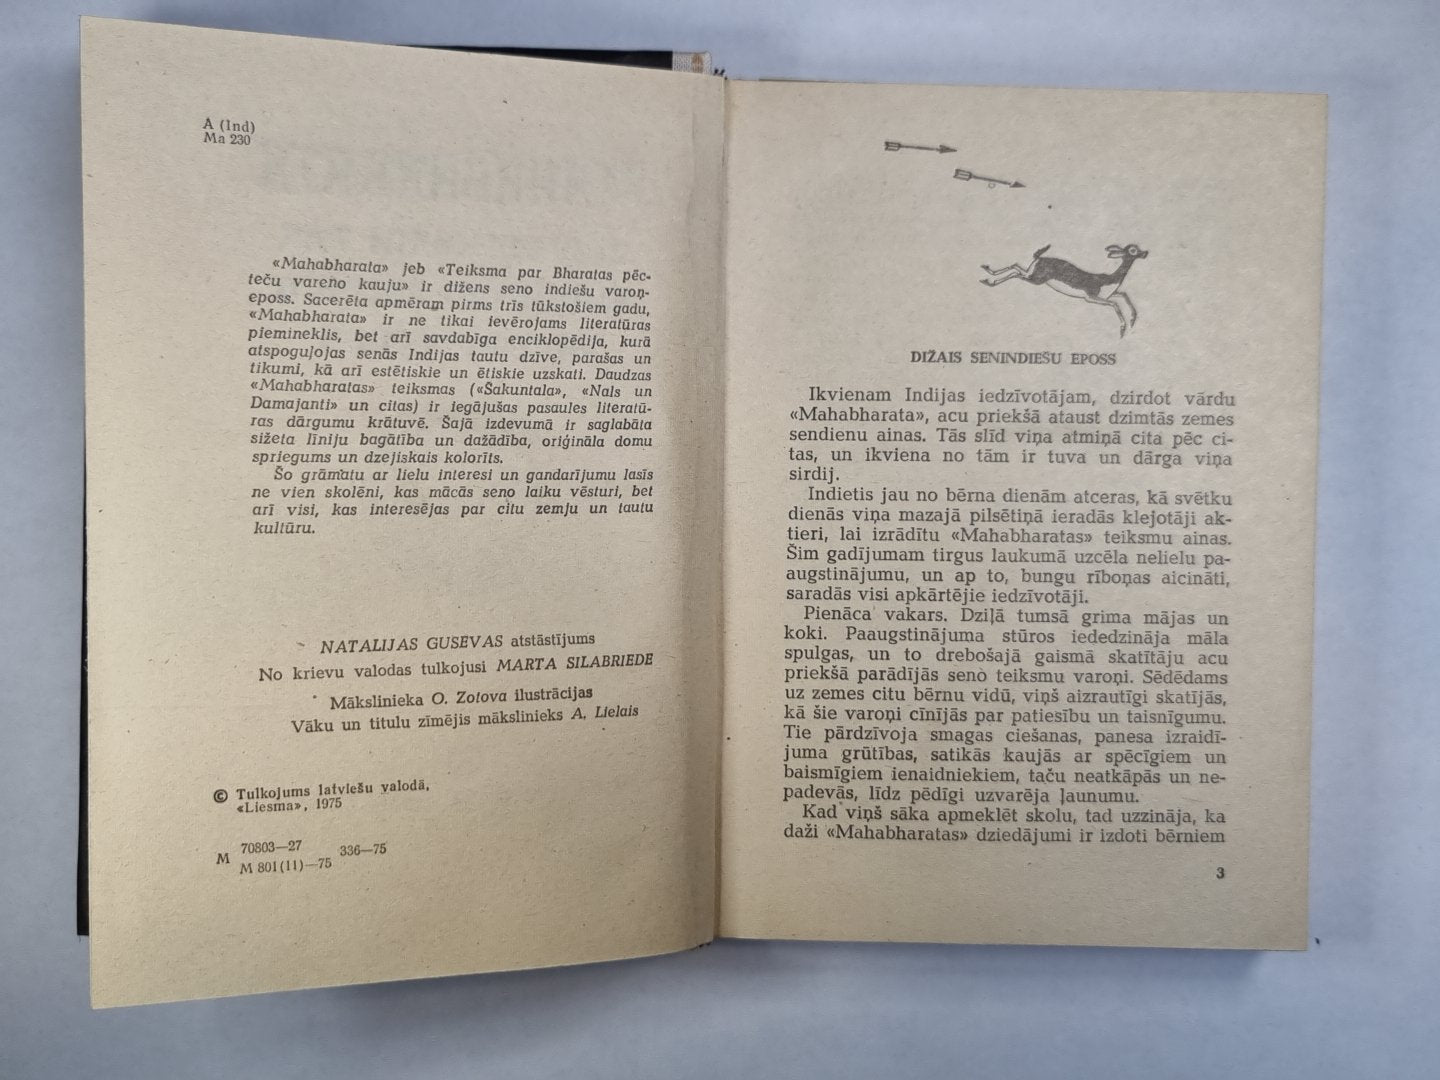 A (Ind)
Ma 230
«Mahabharata» jeb «Teiksma par Bharatas pēc-
teču vareno kauju» ir dižens seno indiešu varoņ-
eposs. Sacerēta apmēram pirms trīs tūkstošiem gadu,
«Mahabharata» ir ne tikai ievērojams literatūras
piemineklis, bet arī savdabīga enciklopēdija, kurā
atspoguļojas senās Indijas tautu dzīve, parašas un
tikumi, kā arī estētiskie un ētiskie uzskati. Daudzas
«Mahabharatas» teiksmas («Šakuntala», «Nals un
Damajanti» un citas) ir iegājušas pasaules literatū-
ras dārgumu krātuvē. Šajā izdevumā ir saglabāta
sižeta līniju bagātība un dažādība, oriģināla domu
spriegums un dzejiskais kolorīts.
Šo grāmatu ar lielu interesi un gandarījumu lasīs
ne vien skolēni, kas mācās seno laiku vēsturi, bet
arī visi, kas interesējas par citu zemju un tautu
kultūru.
NATALIJAS GUSEVAS atstāstījums
No krievu valodas tulkojusi MARTA SILABRIEDE
Mākslinieka O. Zotova ilustrācijas
Vāku un titulu zīmējis mākslinieks A. Lielais
© Tulkojums latviešu valodā,
«Liesma», 1975
M 70803—27 336—75
M 801(11)—75
DIŽAIS SENINDIEŠU EPOSS
Ikvienam Indijas iedzīvotājam, dzirdot vārdu
«Mahabharata», acu priekšā ataust dzimtās zemes
sendienu ainas. Tās slīd viņa atmiņā cita pēc ci-
tas, un ikviena no tām ir tuva un dārga viņa
sirdij.
Indietis jau no bērna dienām atceras, kā svētku
dienās viņa mazajā pilsētiņā ieradās klejotāji ak-
tieri, lai izrādītu «Mahabharatas» teiksmu ainas.
Šim gadījumam tirgus laukumā uzcēla nelielu pa-
augstinājumu, un ap to, bungu rīboņas aicināti,
saradās visi apkārtējie iedzīvotāji.
Pienāca vakars. Dziļā tumsā grima mājas un
koki. Paaugstinājuma stūros iededzināja māla
spulgas, un to drebošajā gaismā skatītāju acu
priekšā parādījās seno teiksmu varoņi. Sēdēdams
uz zemes citu bērnu vidū, viņš aizrautīgi skatījās,
kā šie varoņi cīnījās par patiesību un taisnīgumu.
Tie pārdzīvoja smagas ciešanas, panesa izraidī-
juma grūtības, satikās kaujās ar spēcīgiem un
baismīgiem ienaidniekiem, taču neatkāpās un ne-
padevās, līdz pēdīgi uzvarēja ļaunumu.
Kad viņš sāka apmeklēt skolu, tad uzzināja, ka
daži «Mahabharatas» dziedājumi ir izdoti bērniem
3